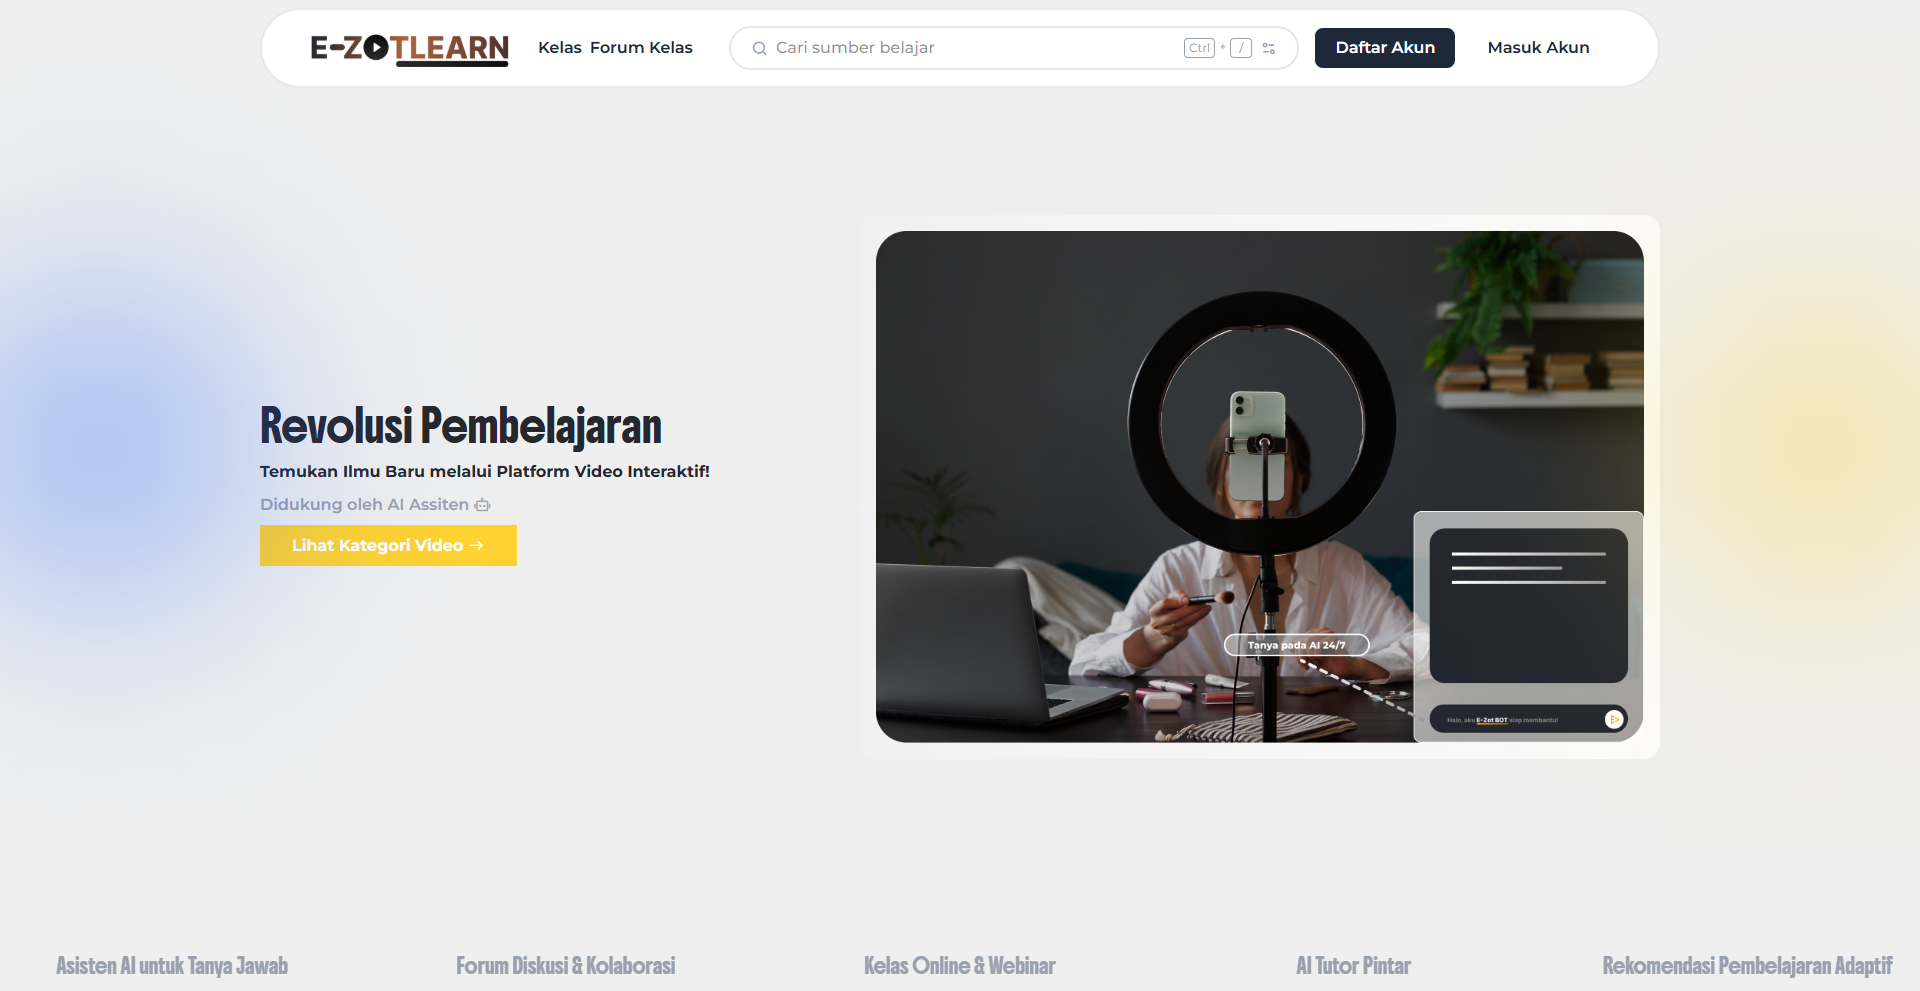 E-ZOTLEARN
Kelas Forum Kelas
Cari sumber belajar
Ctrl + /
Daftar Akun
Masuk Akun
Revolusi Pembelajaran
Temukan Ilmu Baru melalui Platform Video Interaktif!
Didukung oleh AI Assiten
Lihat Kategori Video →
Tanya pada AI 24/7
Halo, aku E-Zot BOT siap membantu!
Asisten AI untuk Tanya Jawab
Forum Diskusi & Kolaborasi
Kelas Online & Webinar
AI Tutor Pintar
Rekomendasi Pembelajaran Adaptif